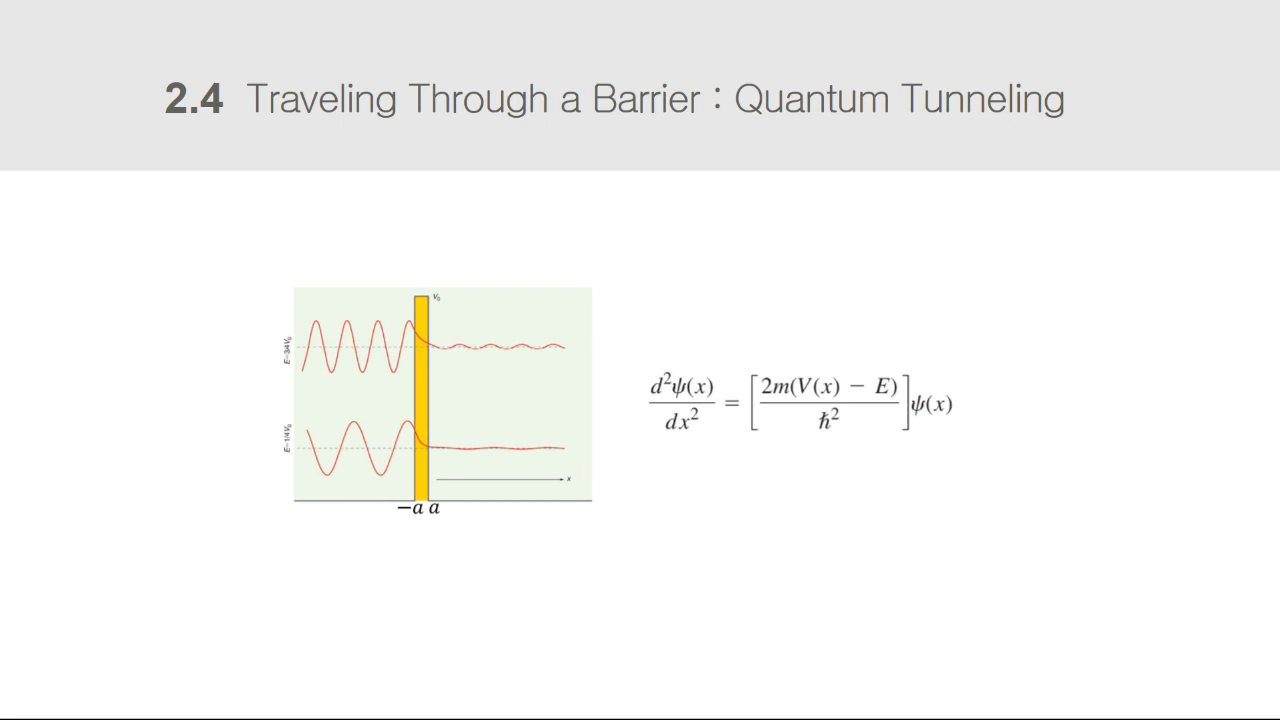 2.4 Traveling Through a Barrier : Quantum Tunneling
V₀
E=3/4V₀
E=1/4V₀
x
−a a
d²ψ(x)/dx² = [2m(V(x) − E)/ħ²]ψ(x)